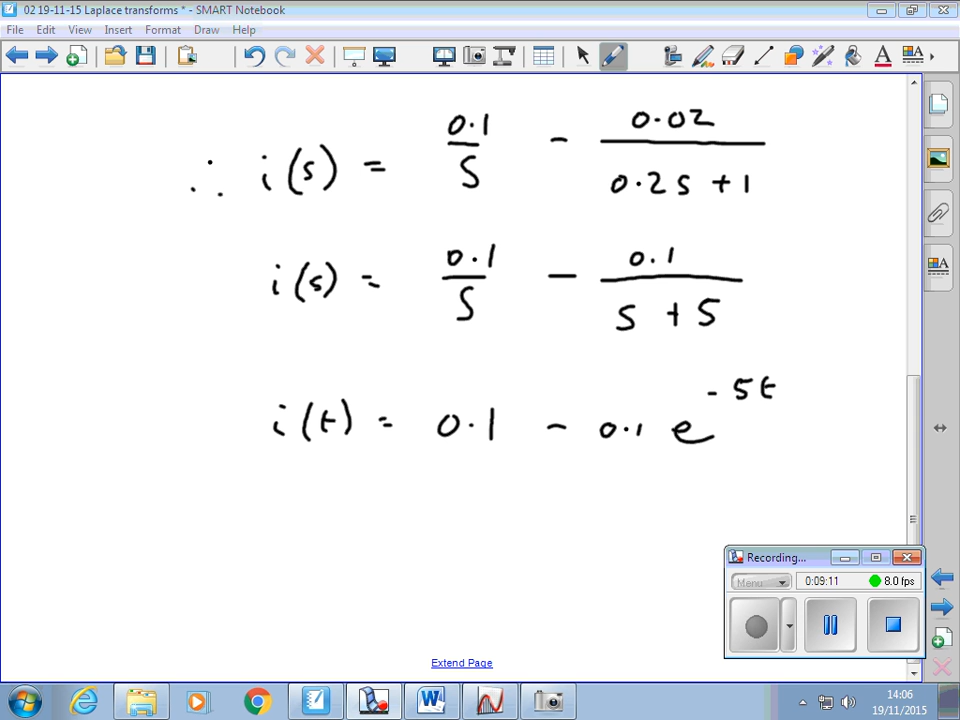 02 19-11-15 Laplace transforms * - SMART Notebook
File Edit View Insert Format Draw Help
∴ i(s) = 0.1/s - 0.02/(0.2s + 1)
i(s) = 0.1/s - 0.1/(s + 5)
i(t) = 0.1 - 0.1 e^-5t
Recording...
Menu 0:09:11 8.0 fps
Extend Page
14:06
19/11/2015